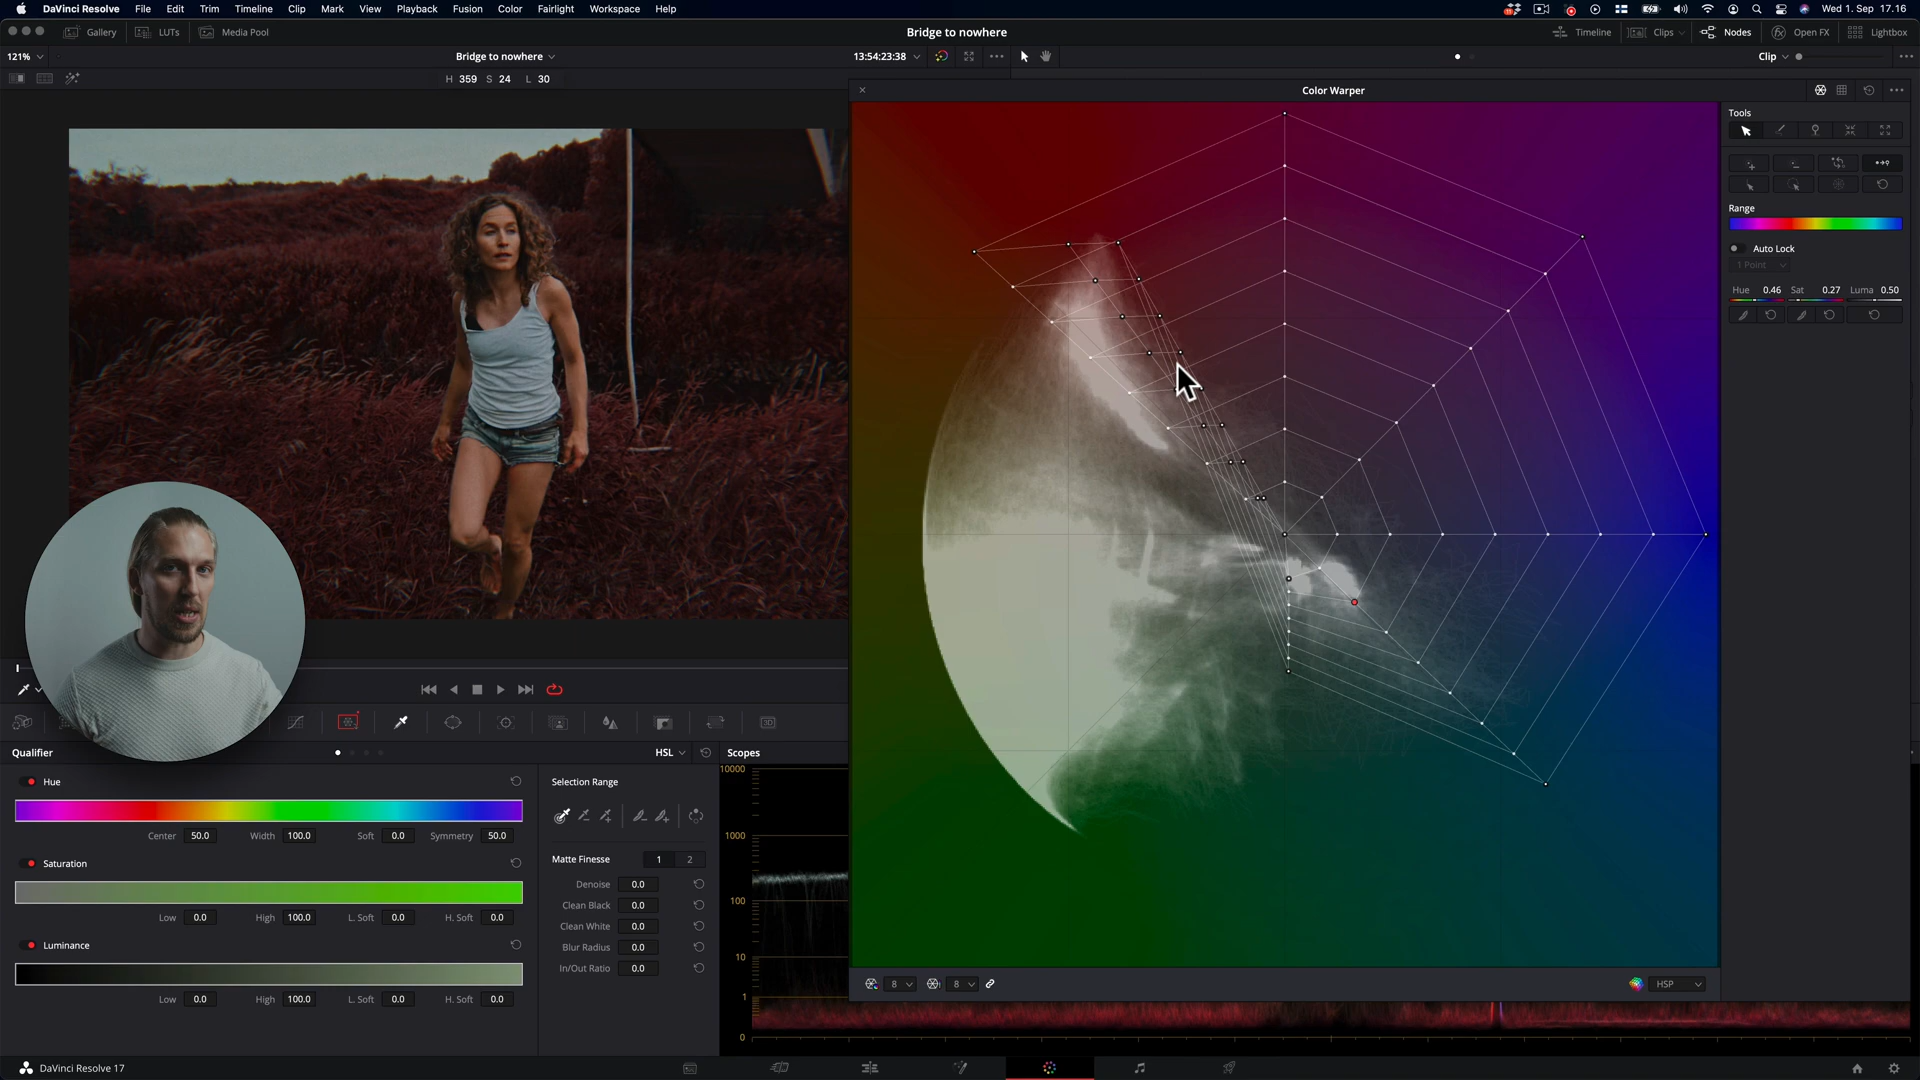 DaVinci Resolve File Edit Trim Timeline Clip Mark View Playback Fusion Color Fairlight Workspace Help
Wed 1. Sep 17.16
Gallery LUTs Media Pool
Bridge to nowhere
Timeline Clips Nodes Open FX Lightbox
121%
Bridge to nowhere
13:54:23:38
Clip
H 359 S 24 L 30
Color Warper
Tools
Range
Auto Lock
1 Point
Hue 0.46 Sat 0.27 Luma 0.50
Qualifier
HSL
Scopes
Hue
Center 50.0 Width 100.0 Soft 0.0 Symmetry 50.0
Saturation
Low 0.0 High 100.0 L. Soft 0.0 H. Soft 0.0
Luminance
Low 0.0 High 100.0 L. Soft 0.0 H. Soft 0.0
Selection Range
Matte Finesse 1 2
Denoise 0.0
Clean Black 0.0
Clean White 0.0
Blur Radius 0.0
In/Out Ratio 0.0
10000
1000
100
10
1
0
8 8
HSP
3D
DaVinci Resolve 17